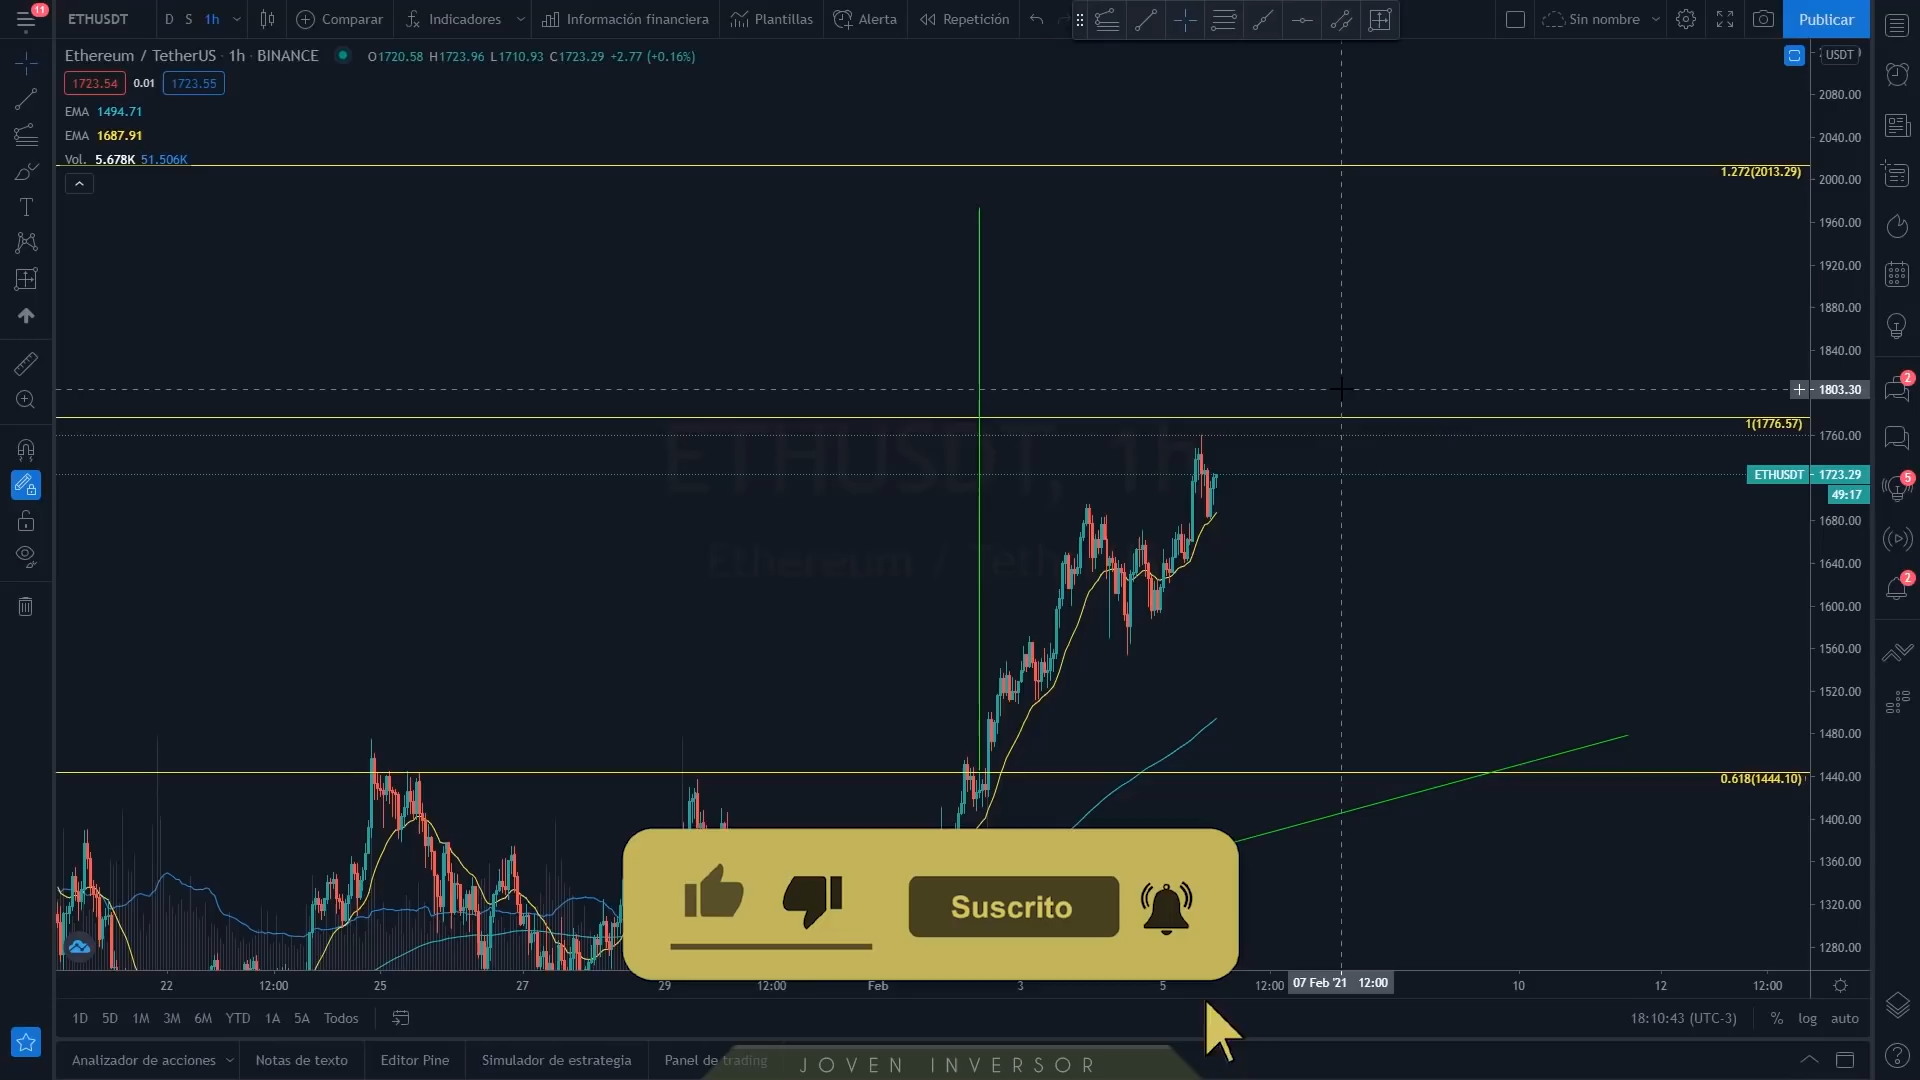 11
ETHUSDT D S 1h Comparar Indicadores Información financiera Plantillas Alerta Repetición Sin nombre Publicar
Ethereum / TetherUS · 1h · BINANCE O1720.58 H1723.96 L1710.93 C1723.29 +2.77 (+0.16%)
USDT
1723.54 0.01 1723.55
EMA 1494.71
EMA 1687.91
Vol. 5.678K 51.506K
2080.00
2040.00
1.272(2013.29)
2000.00
1960.00
1920.00
1880.00
1840.00
1803.30
2
1(1776.57)
1760.00
ETHUSDT, 1h
ETHUSDT 1723.29
49:17
5
1680.00
Ethereum / Teth
1640.00
2
1600.00
1560.00
1520.00
1480.00
1440.00
0.618(1444.10)
1400.00
1360.00
1320.00
1280.00
Suscrito
22 12:00 25 27 29 12:00 Feb 3 5 12:00 07 Feb '21 12:00 10 12 12:00
1D 5D 1M 3M 6M YTD 1A 5A Todos 18:10:43 (UTC-3) % log auto
Analizador de acciones Notas de texto Editor Pine Simulador de estrategia Panel de trading
JOVEN INVERSOR